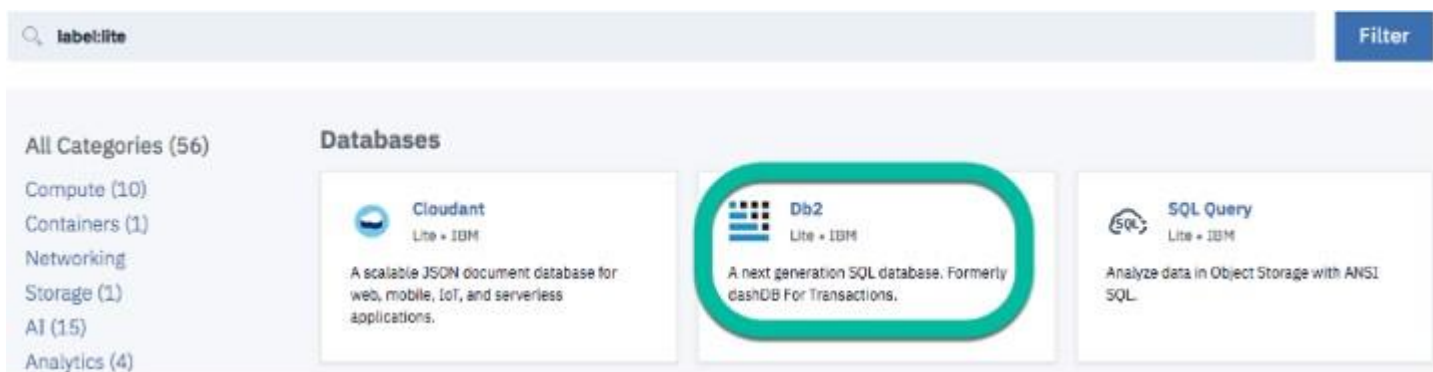 label:lite
Filter
All Categories (56)
Compute (10)
Containers (1)
Networking
Storage (1)
AI (15)
Analytics (4)
Databases
Cloudant
Lite • IBM
A scalable JSON document database for
web, mobile, IoT, and serverless
applications.
Db2
Lite • IBM
A next generation SQL database. Formerly
dashDB For Transactions.
SQL
SQL Query
Lite • IBM
Analyze data in Object Storage with ANSI
SQL.